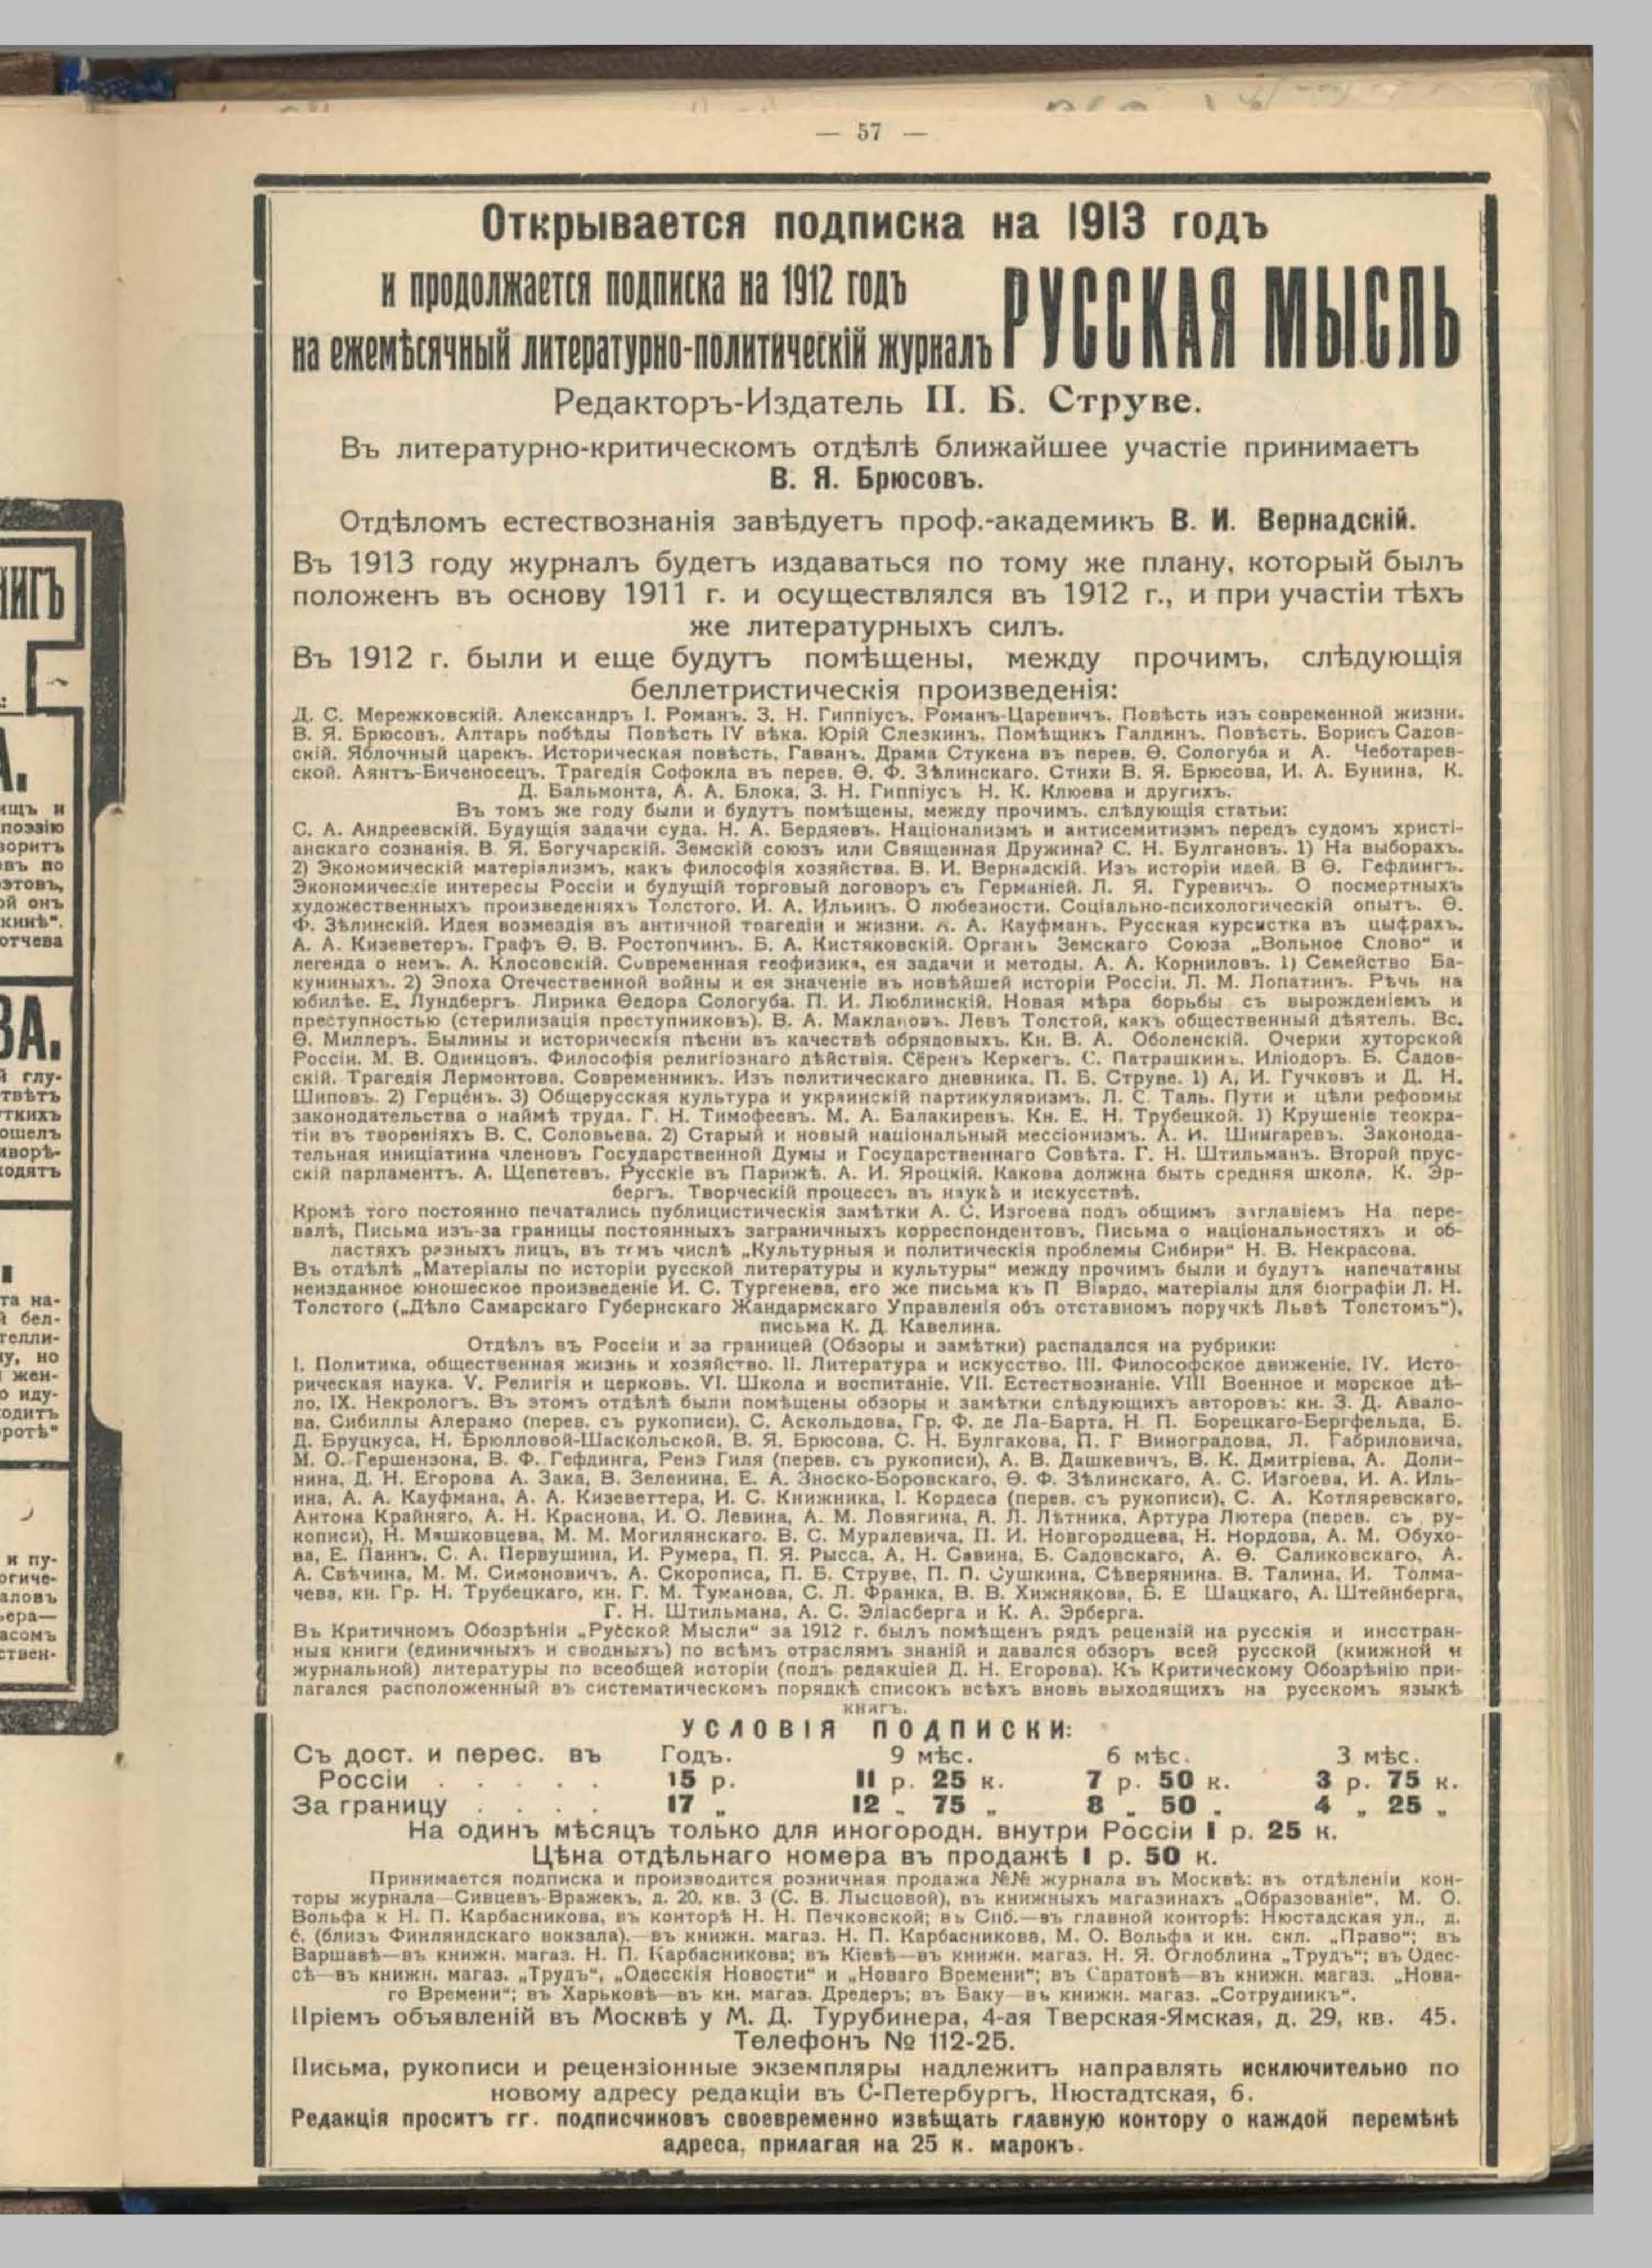 — 57 —
Открывается подписка на 1913 годъ
и продолжается подписка на 1912 годъ
на ежемѣсячный литературно-политическій журналъ РУССКАЯ МЫСЛЬ
Редакторъ-Издатель П. Б. Струве.
Въ литературно-критическомъ отдѣлѣ ближайшее участіе принимаетъ
В. Я. Брюсовъ.
Отдѣломъ естествознанія завѣдуетъ проф.-академикъ В. И. Вернадскій.
Въ 1913 году журналъ будетъ издаваться по тому же плану, который былъ
положенъ въ основу 1911 г. и осуществлялся въ 1912 г., и при участіи тѣхъ
же литературныхъ силъ.
Въ 1912 г. были и еще будутъ помѣщены, между прочимъ, слѣдующія
беллетристическія произведенія:
Д. С. Мережковскій. Александръ I. Романъ. З. Н. Гиппіусъ. Романъ-Царевичъ. Повѣсть изъ современной жизни.
В. Я. Брюсовъ. Алтарь побѣды Повѣсть IV вѣка. Юрій Слезкинъ. Помѣщикъ Галдинъ. Повѣсть. Борисъ Садов-
скій. Яблочный царекъ. Историческая повѣсть. Гаванъ. Драма Стукена въ перев. Ѳ. Сологуба и А. Чеботарев-
ской. Аянтъ-Биченосецъ. Трагедія Софокла въ перев. Ѳ. Ф. Зѣлинскаго. Стихи В. Я. Брюсова, И. А. Бунина, К.
Д. Бальмонта, А. А. Блока, З. Н. Гиппіусъ Н. К. Клюева и другихъ.
Въ томъ же году были и будутъ помѣщены, между прочимъ, слѣдующія статьи:
С. А. Андреевскій. Будущія задачи суда. Н. А. Бердяевъ. Націонализмъ и антисемитизмъ передъ судомъ христі-
анскаго сознанія. В. Я. Богучарскій. Земскій союзъ или Священная Дружина? С. Н. Булгановъ. 1) На выборахъ.
2) Экономическій матеріализмъ, какъ философія хозяйства. В. И. Вернадскій. Изъ исторіи идей. В Ѳ. Гефдингъ.
Экономическіе интересы Россіи и будущій торговый договоръ съ Германіей. Л. Я. Гуревичъ. О посмертныхъ
художественныхъ произведеніяхъ Толстого. И. А. Ильинъ. О любезности. Соціально-психологическій опытъ. Ѳ.
Ф. Зѣлинскій. Идея возмездія въ античной трагедіи и жизни. А. А. Кауфманъ. Русская курсистка въ цыфрахъ.
А. А. Кизеветеръ. Графъ Ѳ. В. Ростопчинъ. Б. А. Кистяковскій. Органъ Земскаго Союза „Вольное Слово“ и
легенда о немъ. А. Клосовскій. Современная геофизика, ея задачи и методы. А. А. Корниловъ. 1) Семейство Ба-
куниныхъ. 2) Эпоха Отечественной войны и ея значеніе въ новѣйшей исторіи Россіи. Л. М. Лопатинъ. Рѣчь на
юбилѣе. Е. Лундбергъ. Лирика Ѳедора Сологуба. П. И. Люблинскій. Новая мѣра борьбы съ вырожденіемъ и
преступностью (стерилизація преступниковъ). В. А. Маклаковъ. Левъ Толстой, какъ общественный дѣятель. Вс.
Ѳ. Миллеръ. Былины и историческія пѣсни въ качествѣ обрядовыхъ. Кн. В. А. Оболенскій. Очерки хуторской
Россіи. М. В. Одинцовъ. Философія религіознаго дѣйствія. Сёренъ Керкегъ. С. Патрашкинъ. Иліодоръ. Б. Садов-
скій. Трагедія Лермонтова. Современникъ. Изъ политическаго дневника. П. Б. Струве. 1) А. И. Гучковъ и Д. Н.
Шиповъ. 2) Герценъ. 3) Общерусская культура и украинскій партикуляризмъ. Л. С. Таль. Пути и цѣли реформы
законодательства о наймѣ труда. Г. Н. Тимофеевъ. М. А. Балакиревъ. Кн. Е. Н. Трубецкой. 1) Крушеніе теокра-
тіи въ твореніяхъ В. С. Соловьева. 2) Старый и новый національный мессіонизмъ. А. И. Шингаревъ. Законода-
тельная иниціатина членовъ Государственной Думы и Государственнаго Совѣта. Г. Н. Штильманъ. Второй прус-
скій парламентъ. А. Щепетевъ. Русскіе въ Парижѣ. А. И. Яроцкій. Какова должна быть средняя школа. К. Эр-
бергъ. Творческій процессъ въ наукѣ и искусствѣ.
Кромѣ того постоянно печатались публицистическія замѣтки А. С. Изгоева подъ общимъ заглавіемъ На пере-
валѣ, Письма изъ-за границы постоянныхъ заграничныхъ корреспондентовъ, Письма о національностяхъ и об-
ластяхъ разныхъ лицъ, въ томъ числѣ „Культурныя и политическія проблемы Сибири“ Н. В. Некрасова.
Въ отдѣлѣ „Матеріалы по исторіи русской литературы и культуры“ между прочимъ были и будутъ напечатаны
неизданное юношеское произведеніе И. С. Тургенева, его же письма къ П Віардо, матеріалы для біографіи Л. Н.
Толстого („Дѣло Самарскаго Губернскаго Жандармскаго Управленія объ отставномъ поручкѣ Львѣ Толстомъ“),
письма К. Д. Кавелина.
Отдѣлъ въ Россіи и за границей (Обзоры и замѣтки) распадался на рубрики:
I. Политика, общественная жизнь и хозяйство. II. Литература и искусство. III. Философское движеніе. IV. Исто-
рическая наука. V. Религія и церковь. VI. Школа и воспитаніе. VII. Естествознаніе. VIII Военное и морское дѣ-
ло. IX. Некрологъ. Въ этомъ отдѣлѣ были помѣщены обзоры и замѣтки слѣдующихъ авторовъ: кн. З. Д. Авало-
ва, Сибиллы Алерамо (перев. съ рукописи), С. Аскольдова, Гр. Ф. де Ла-Барта, Н П. Борецкаго-Бергфельда, Б.
Д. Бруцкуса, Н. Брюлловой-Шаскольской, В. Я. Брюсова, С. Н. Булгакова, П. Г Виноградова, Л. Габриловича,
М. О. Гершензона, В. Ф. Гефдинга, Ренэ Гиля (перев. съ рукописи), А. В. Дашкевичъ, В. К. Дмитріева, А. Доли-
нина, Д. Н. Егорова А. Зака, В. Зеленина, Е. А. Зноско-Боровскаго, Ѳ. Ф. Зѣлинскаго, А. С. Изгоева, И. А. Иль-
ина, А. А. Кауфмана, А. А. Кизеветтера, И. С. Книжника, І. Кордеса (перев. съ рукописи), С. А. Котляревскаго,
Антона Крайняго, А. Н. Краснова, И. О. Левина, А. М. Ловягина, А. Л. Лѣтника, Артура Лютера (перев. съ ру-
кописи), Н. Машковцева, М. М. Могилянскаго, В. С. Муралевича, П. И. Новгородцева, Н. Нордова, А. М. Обухо-
ва, Е. Паннъ, С. А. Первушина, И. Румера, П. Я. Рысса, А. Н. Савина, Б. Садовскаго, А. Ѳ. Саликовскаго, А.
А. Свѣчина, М. М. Симоновичъ, А. Скорописа, П. Б. Струве, П. П. Сушкина, Сѣверянина. В. Талина, И. Толма-
чева, кн. Гр. Н. Трубецкаго, кн. Г. М. Туманова, С. Л. Франка, В. В. Хижнякова, Б. Е Шацкаго, А. Штейнберга,
Г. Н. Штильмана, А. С. Эліасберга и К. А. Эрберга.
Въ Критичномъ Обозрѣніи „Русской Мысли“ за 1912 г. былъ помѣщенъ рядъ рецензій на русскія и иностран-
ныя книги (единичныхъ и сводныхъ) по всѣмъ отраслямъ знаній и давался обзоръ всей русской (книжной и
журнальной) литературы по всеобщей исторіи (подъ редакціей Д. Н. Егорова). Къ Критическому Обозрѣнію при-
лагался расположенный въ систематическомъ порядкѣ списокъ всѣхъ вновь выходящихъ на русскомъ языкѣ
книгъ.
УСЛОВІЯ ПОДПИСКИ:
Съ дост. и перес. въ Годъ. 9 мѣс. 6 мѣс. 3 мѣс.
Россіи . . . . . 15 р. 11 р. 25 к. 7 р. 50 к. 3 р. 75 к.
За границу . . . . 17 „ 12 „ 75 „ 8 „ 50 „ 4 „ 25 „
На одинъ мѣсяцъ только для иногородн. внутри Россіи 1 р. 25 к.
Цѣна отдѣльнаго номера въ продажѣ 1 р. 50 к.
Принимается подписка и производится розничная продажа №№ журнала въ Москвѣ: въ отдѣленіи кон-
торы журнала—Сивцевъ-Вражекъ, д. 20, кв. 3 (С. В. Лысцовой), въ книжныхъ магазинахъ „Образованіе“, М. О.
Вольфа к Н. П. Карбасникова, въ конторѣ Н. Н. Печковской; въ Спб.—въ главной конторѣ: Нюстадская ул., д.
6, (близъ Финляндскаго вокзала).—въ книжн. магаз. Н. П. Карбасникова, М. О. Вольфа и кн. скл. „Право“; въ
Варшавѣ—въ книжн. магаз. Н. П. Карбасникова; въ Кіевѣ—въ книжн. магаз. Н. Я. Оглоблина „Трудъ“; въ Одес-
сѣ—въ книжн. магаз. „Трудъ“, „Одесскія Новости“ и „Новаго Времени“; въ Саратовѣ—въ книжн. магаз. „Нова-
го Времени“; въ Харьковѣ—въ кн. магаз. Дредеръ; въ Баку—въ книжн. магаз. „Сотрудникъ“.
Пріемъ объявленій въ Москвѣ у М. Д. Турубинера, 4-ая Тверская-Ямская, д. 29, кв. 45.
Телефонъ № 112-25.
Письма, рукописи и рецензіонные экземпляры надлежитъ направлять исключительно по
новому адресу редакціи въ С-Петербургъ, Нюстадтская, 6.
Редакція проситъ гг. подписчиковъ своевременно извѣщать главную контору о каждой перемѣнѣ
адреса, прилагая на 25 к. марокъ.